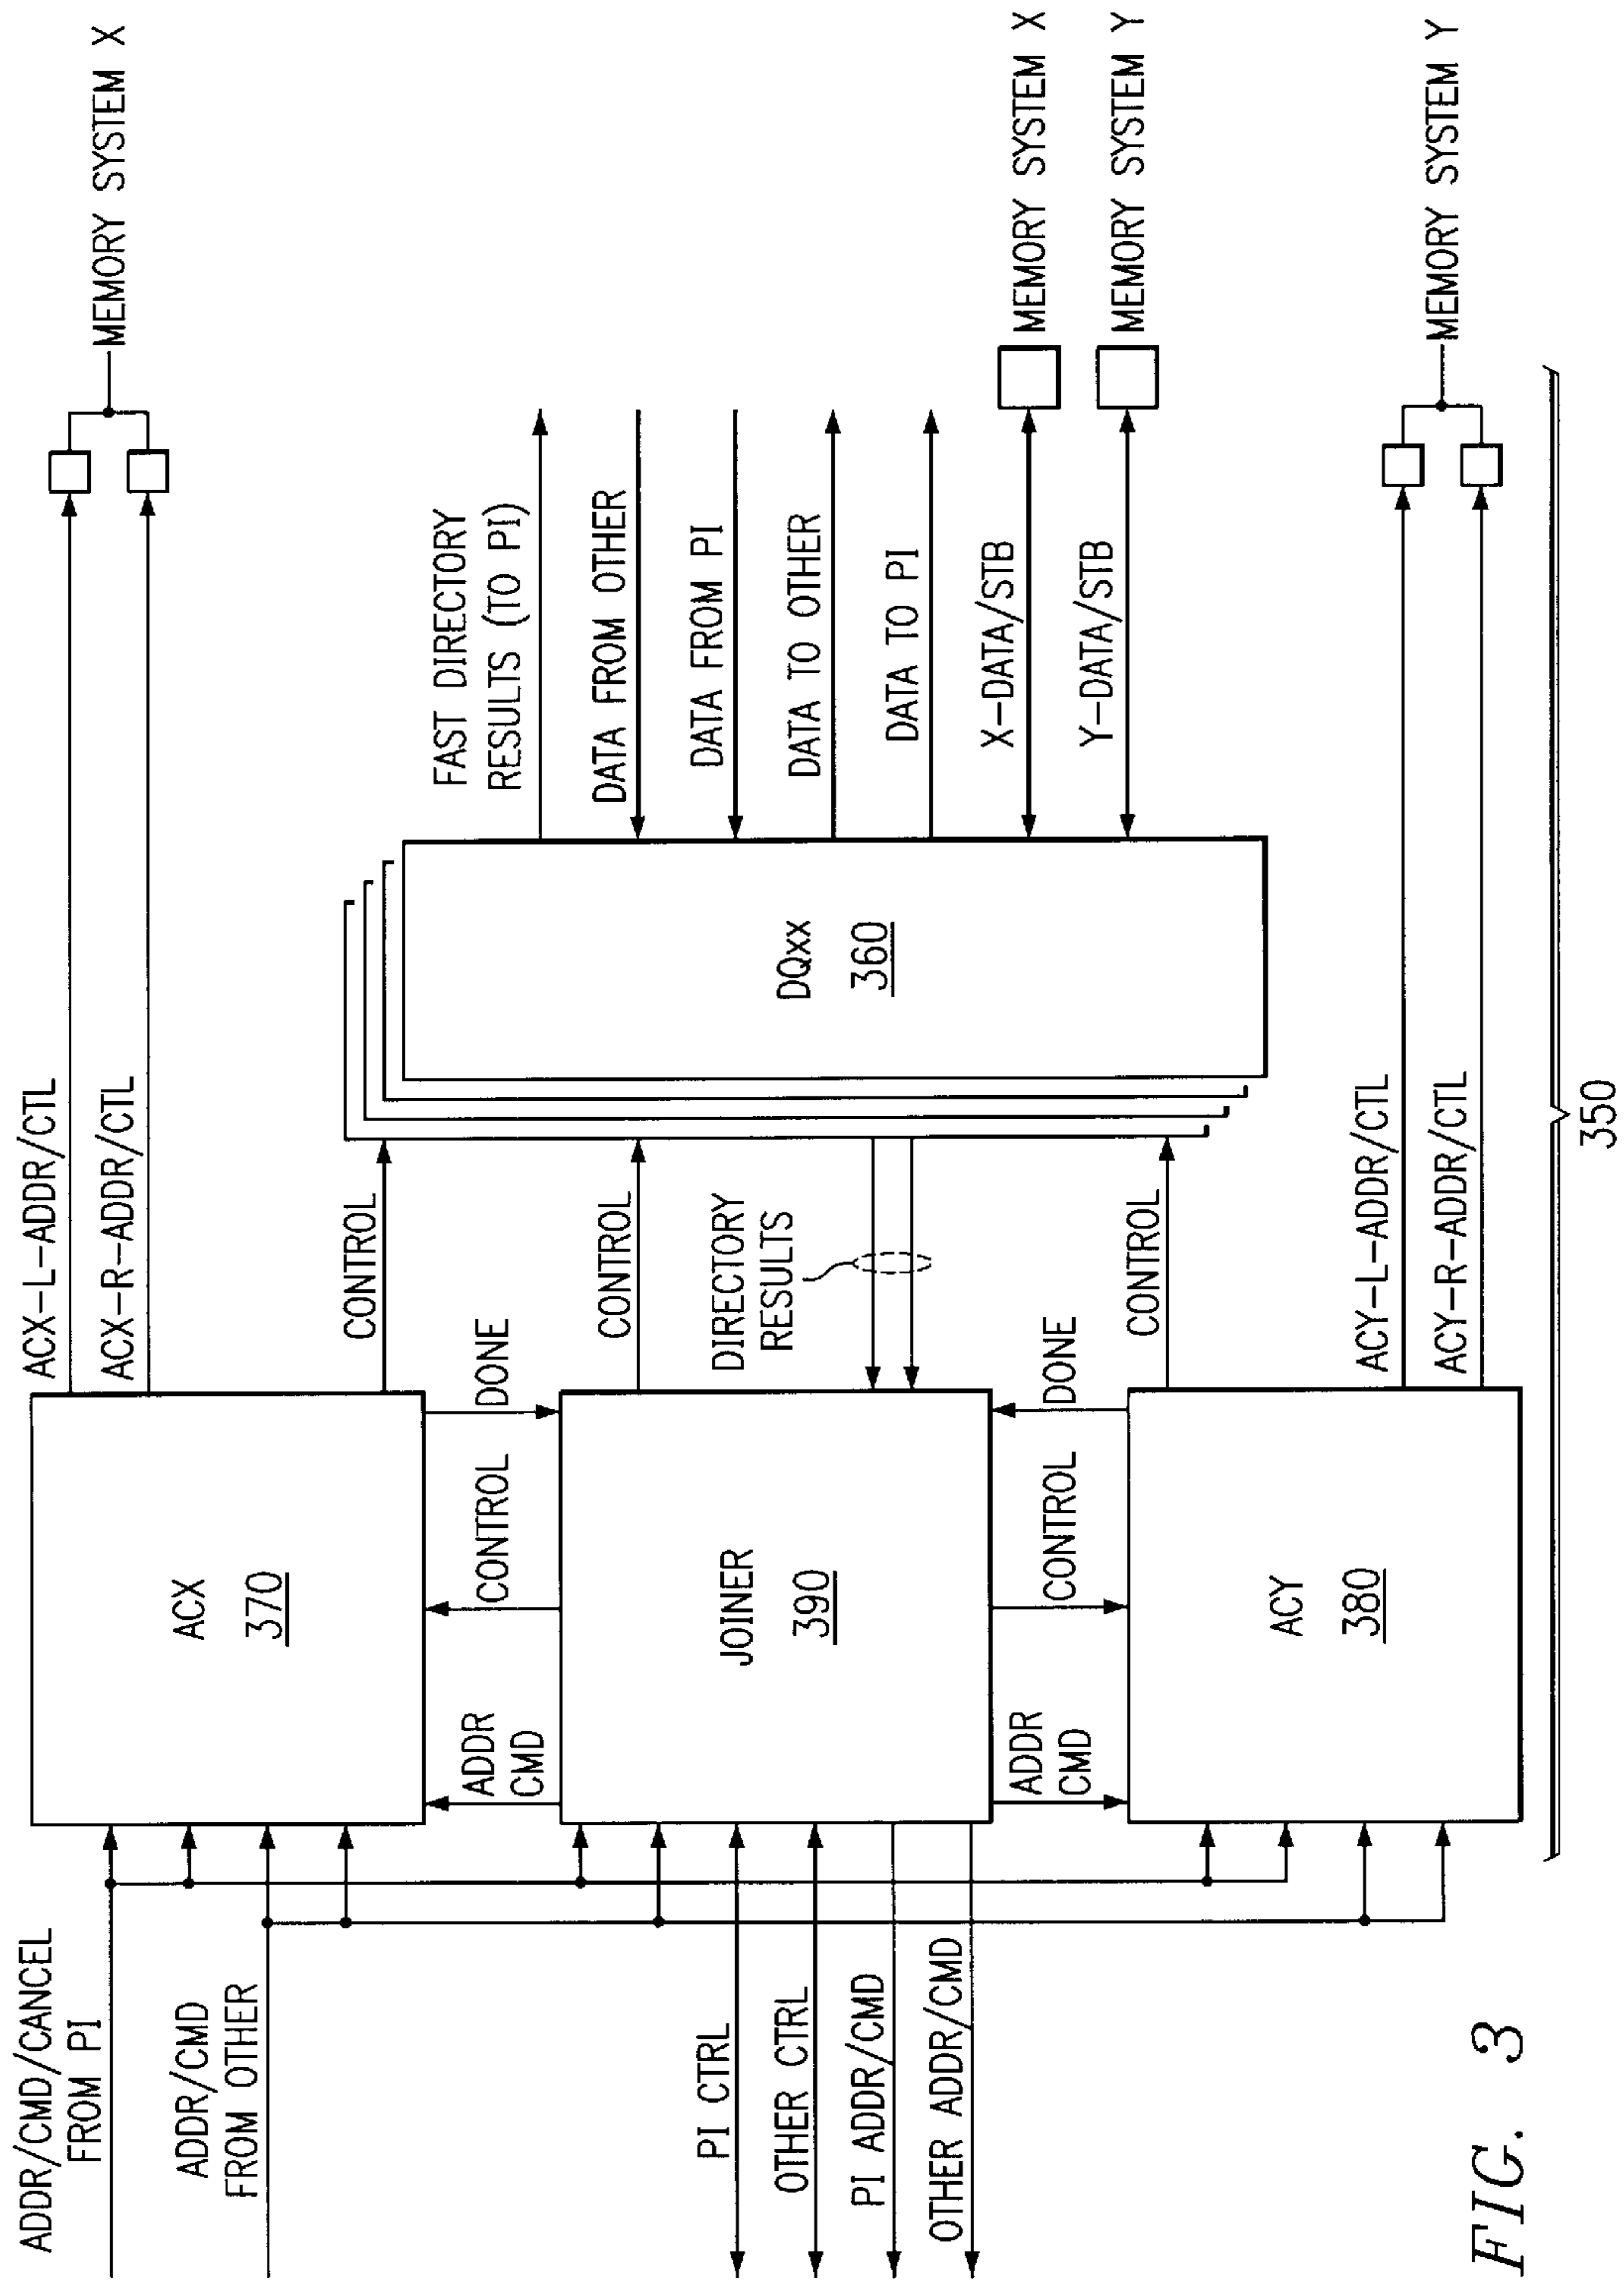 ADDR/CMD/CANCEL
FROM PI
ADDR/CMD
FROM OTHER
PI CTRL
OTHER CTRL
PI ADDR/CMD
OTHER ADDR/CMD
ACX
370
ADDR
CMD
CONTROL
DONE
JOINER
390
ADDR
CMD
CONTROL
DONE
ACY
380
ACX-L-ADDR/CTL
ACX-R-ADDR/CTL
CONTROL
CONTROL
DIRECTORY
RESULTS
CONTROL
ACY-L-ADDR/CTL
ACY-R-ADDR/CTL
DQxx
360
FAST DIRECTORY
RESULTS (TO PI)
DATA FROM OTHER
DATA FROM PI
DATA TO OTHER
DATA TO PI
X-DATA/STB
Y-DATA/STB
MEMORY SYSTEM X
MEMORY SYSTEM X
MEMORY SYSTEM Y
MEMORY SYSTEM Y
350
FIG. 3